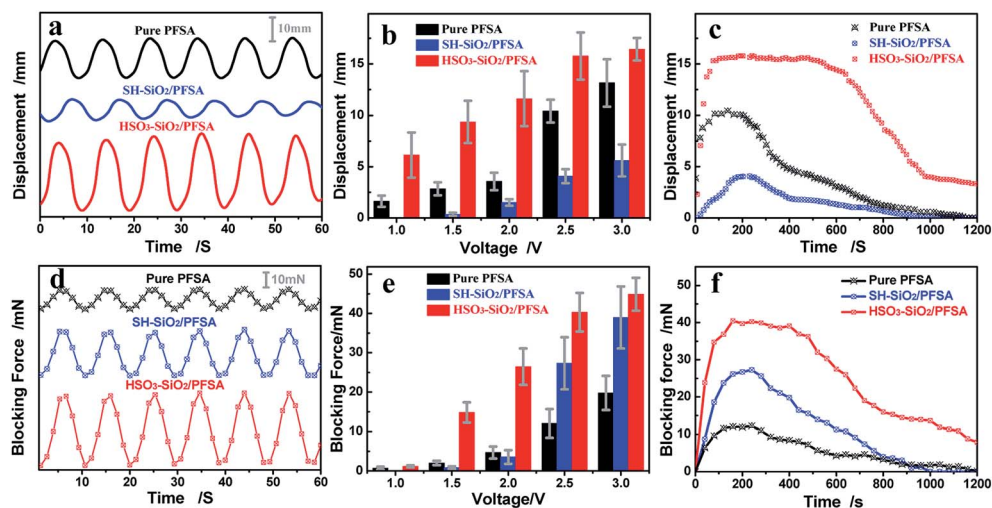 a
Pure PFSA
10mm
SH-SiO2/PFSA
HSO3-SiO2/PFSA
Displacement /mm
0 10 20 30 40 50 60
Time /S
b
Pure PFSA
SH-SiO2/PFSA
HSO3-SiO2/PFSA
Displacement /mm
15
10
5
0
1.0 1.5 2.0 2.5 3.0
Voltage /V
c
Pure PFSA
SH-SiO2/PFSA
HSO3-SiO2/PFSA
Displacement /mm
15
10
5
0
0 200 400 600 800 1000 1200
Time /S
d
Pure PFSA
10mN
SH-SiO2/PFSA
HSO3-SiO2/PFSA
Blocking Force /mN
0 10 20 30 40 50 60
Time /S
e
Pure PFSA
SH-SiO2/PFSA
HSO3-SiO2/PFSA
Blocking Force/mN
50
40
30
20
10
0
1.0 1.5 2.0 2.5 3.0
Voltage/V
f
Pure PFSA
SH-SiO2/PFSA
HSO3-SiO2/PFSA
Blocking force/mN
50
40
30
20
10
0
0 200 400 600 800 1000 1200
Time /s